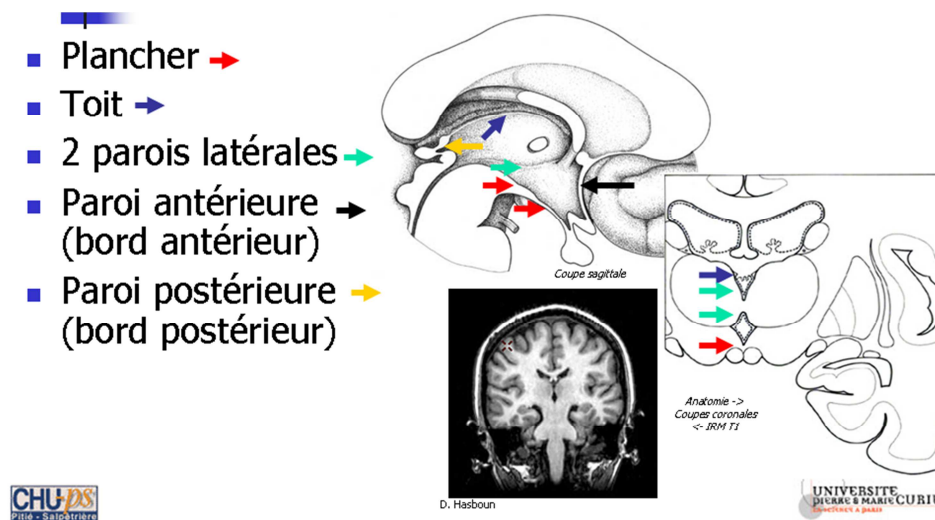 Plancher
Toit
2 parois latérales
Paroi antérieure
(bord antérieur)
Paroi postérieure
(bord postérieur)
Coupe sagittale
Anatomie ->
Coupes coronales
<- IRM T1
D. Hasboun
CHU-ps
Pitié - Salpêtrière
UNIVERSITE
PIERRE & MARIE CURIE